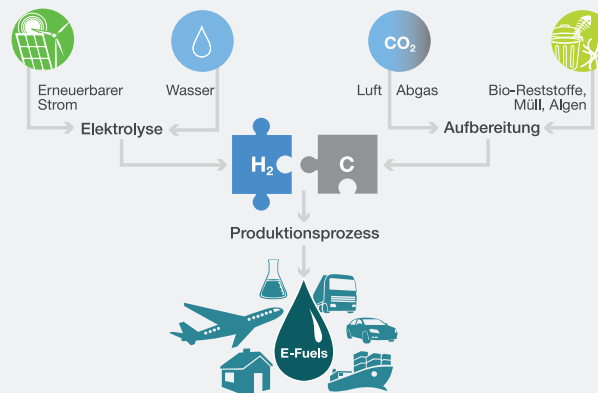 CO₂
Erneuerbarer
Strom
Wasser
Luft
Abgas
Bio-Reststoffe,
Müll, Algen
Elektrolyse
Aufbereitung
H₂
C
Produktionsprozess
E-Fuels